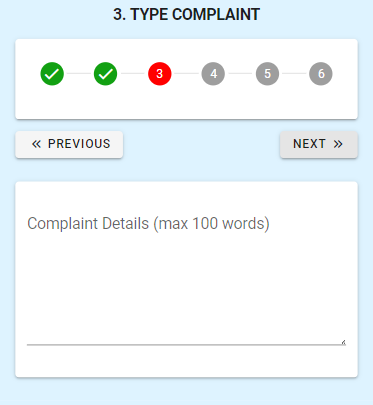 3. TYPE COMPLAINT
3 4 5 6
« PREVIOUS NEXT »
Complaint Details (max 100 words)